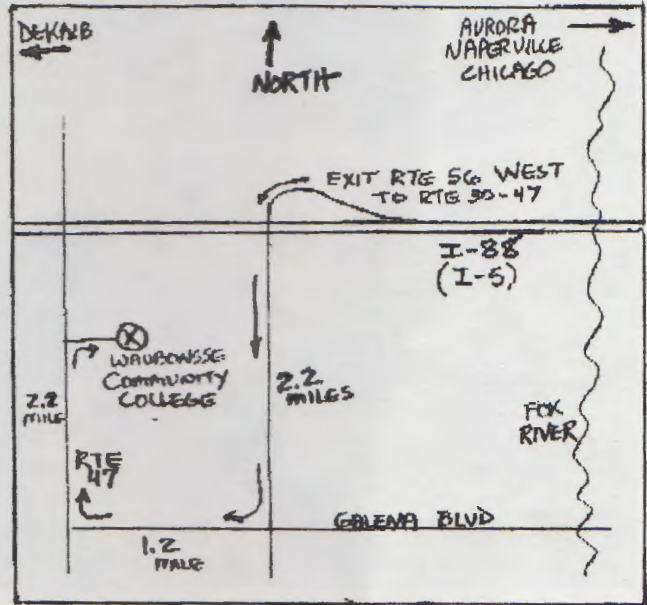 DEKALB
NORTH
AURORA
NAPERVILLE
CHICAGO
EXIT RTE 56 WEST
TO RTE 30-47
I-88
(I-5)
WAUBONSSE
COMMUNITY
COLLEGE
2.2
MILE
2.2
MILES
FOX
RIVER
RTE
47
GALENA BLVD
1.2
MILE